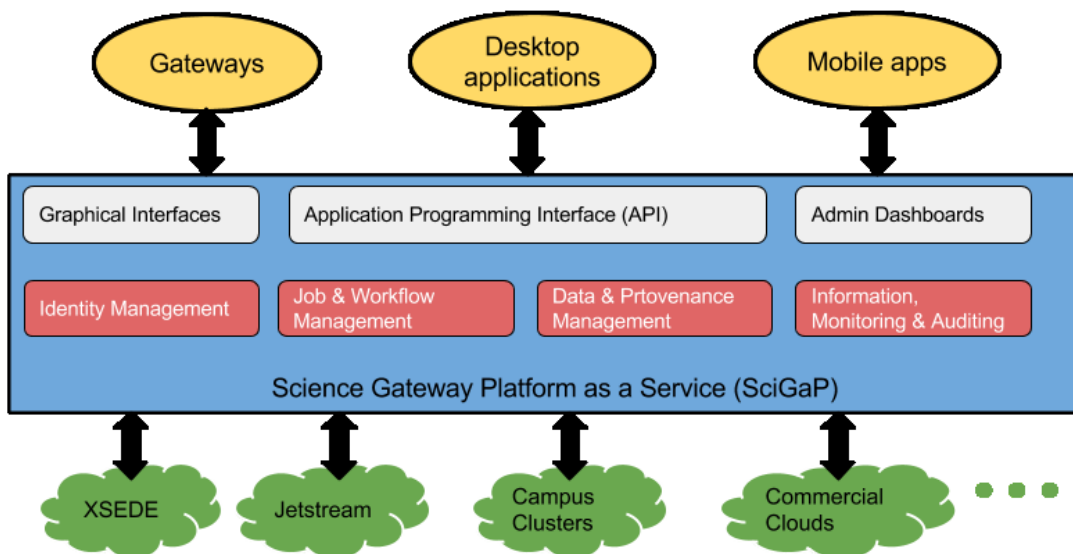 Gateways
Desktop
applications
Mobile apps
Graphical Interfaces
Application Programming Interface (API)
Admin Dashboards
Identity Management
Job & Workflow
Management
Data & Prtovenance
Management
Information,
Monitoring & Auditing
Science Gateway Platform as a Service (SciGaP)
XSEDE
Jetstream
Campus
Clusters
Commercial
Clouds